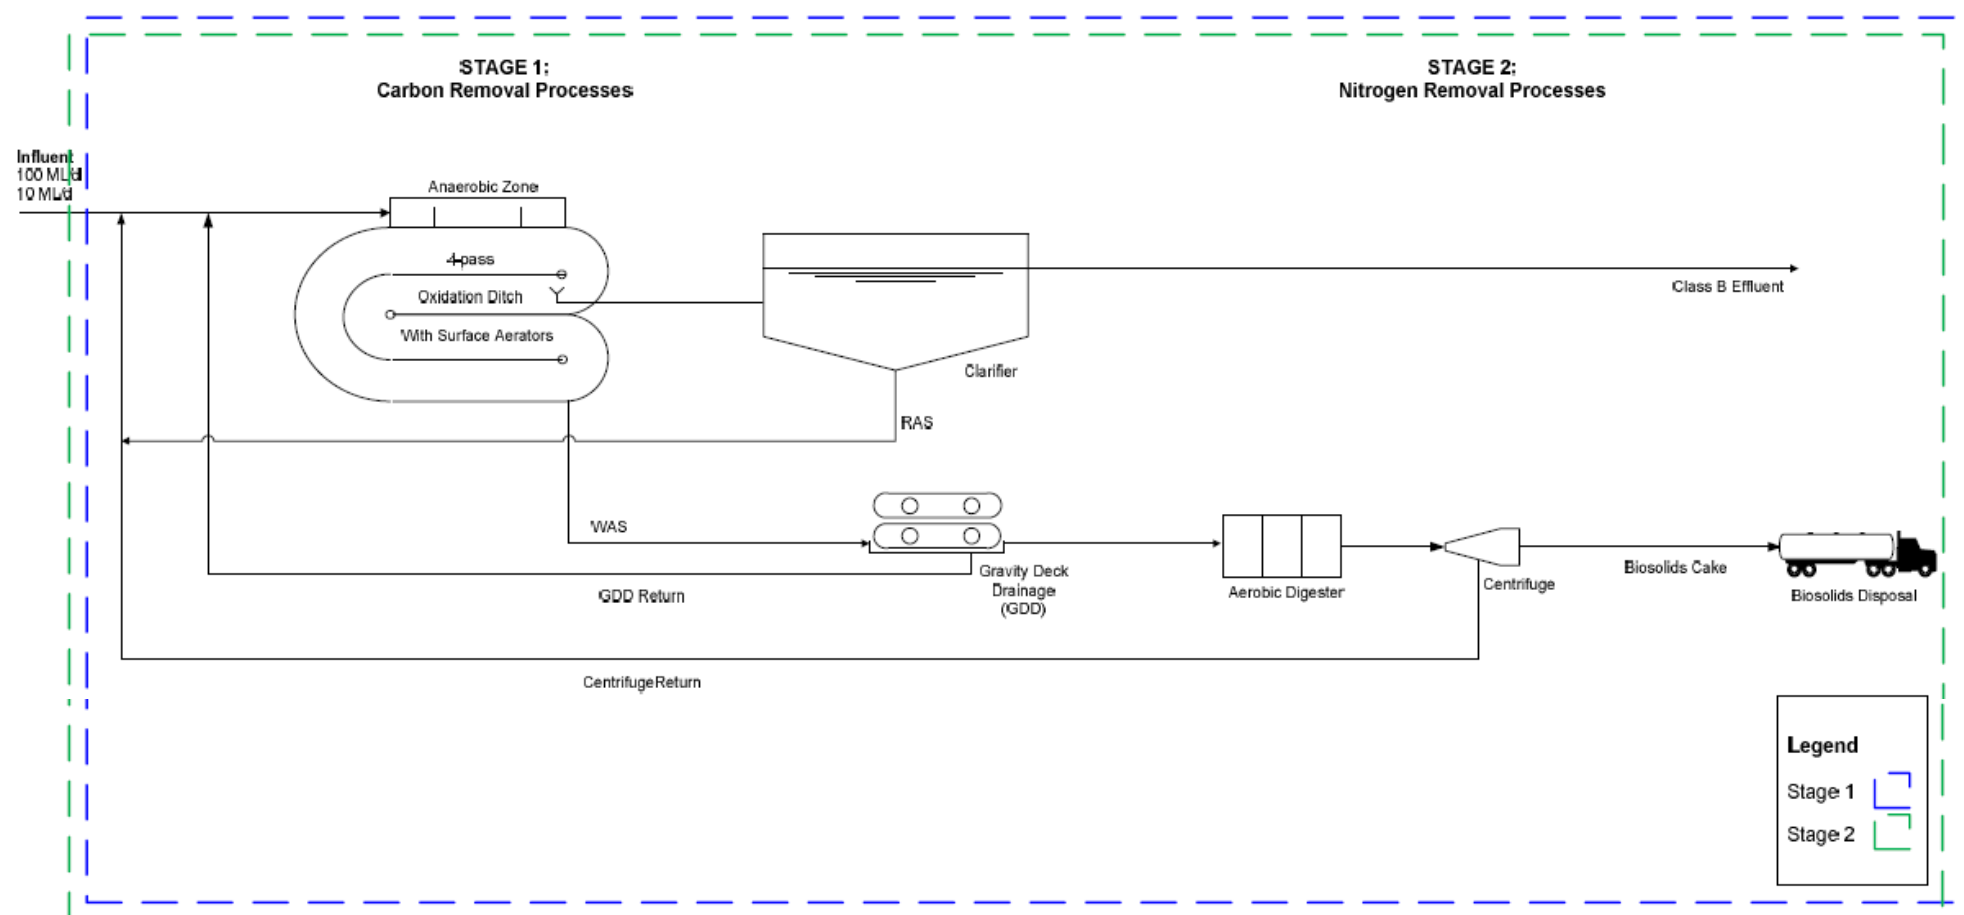 STAGE 1:
Carbon Removal Processes
STAGE 2:
Nitrogen Removal Processes
Influent
100 ML/d
10 ML/d
Anaerobic Zone
4-pass
Oxidation Ditch
With Surface Aerators
Class B Effluent
Clarifier
RAS
WAS
Gravity Deck
Drainage
(GDD)
GDD Return
Aerobic Digester
Centrifuge
Biosolids Cake
Biosolids Disposal
Centrifuge Return
Legend
Stage 1
Stage 2